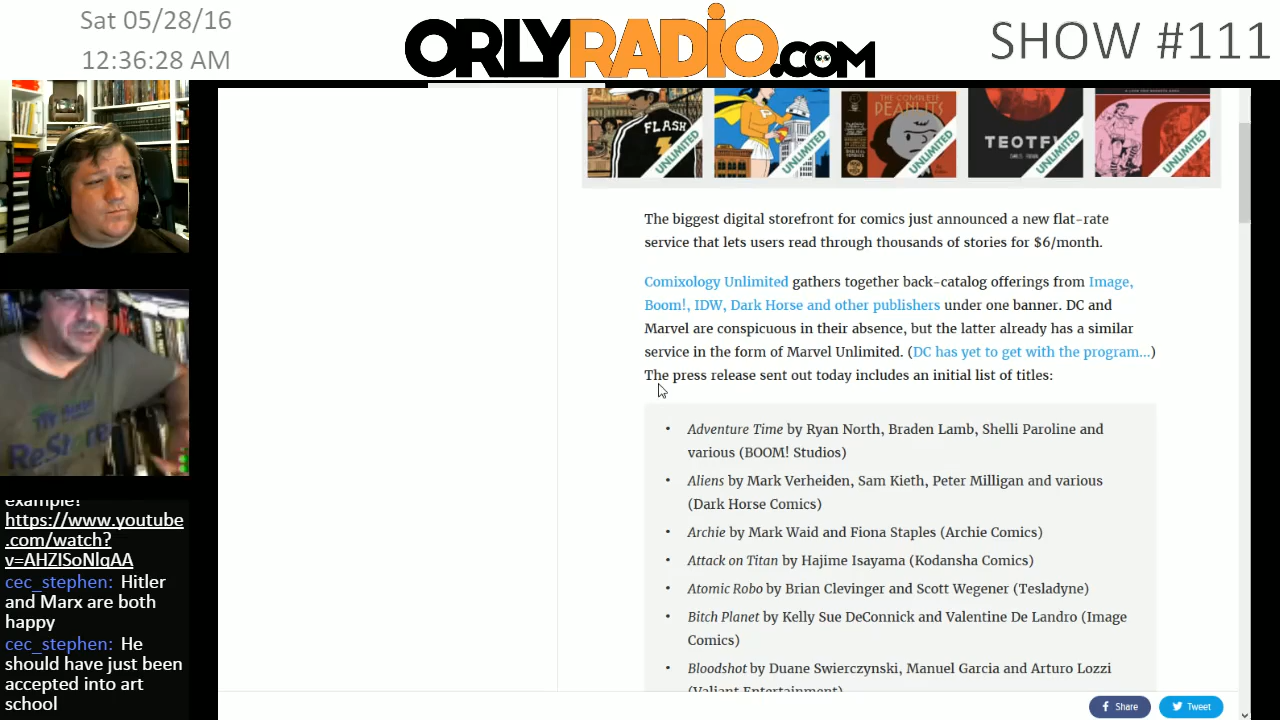 Sat 05/28/16
12:36:28 AM
ORLYRADIO.COM
SHOW #111
FLASH
UNLIMITED
UNLIMITED
THE COMPLETE
PEANUTS
UNLIMITED
TEOTFW
UNLIMITED
UNLIMITED
The biggest digital storefront for comics just announced a new flat-rate
service that lets users read through thousands of stories for $6/month.
Comixology Unlimited gathers together back-catalog offerings from Image,
Boom!, IDW, Dark Horse and other publishers under one banner. DC and
Marvel are conspicuous in their absence, but the latter already has a similar
service in the form of Marvel Unlimited. (DC has yet to get with the program...)
The press release sent out today includes an initial list of titles:
• Adventure Time by Ryan North, Braden Lamb, Shelli Paroline and
various (BOOM! Studios)
• Aliens by Mark Verheiden, Sam Kieth, Peter Milligan and various
(Dark Horse Comics)
• Archie by Mark Waid and Fiona Staples (Archie Comics)
• Attack on Titan by Hajime Isayama (Kodansha Comics)
• Atomic Robo by Brian Clevinger and Scott Wegener (Tesladyne)
• Bitch Planet by Kelly Sue DeConnick and Valentine De Landro (Image
Comics)
• Bloodshot by Duane Swierczynski, Manuel Garcia and Arturo Lozzi
(Valiant Entertainment)
Share
Tweet
ReStore
example!
https://www.youtube
.com/watch?
v=AHZISoNlqAA
cec_stephen: Hitler
and Marx are both
happy
cec_stephen: He
should have just been
accepted into art
school